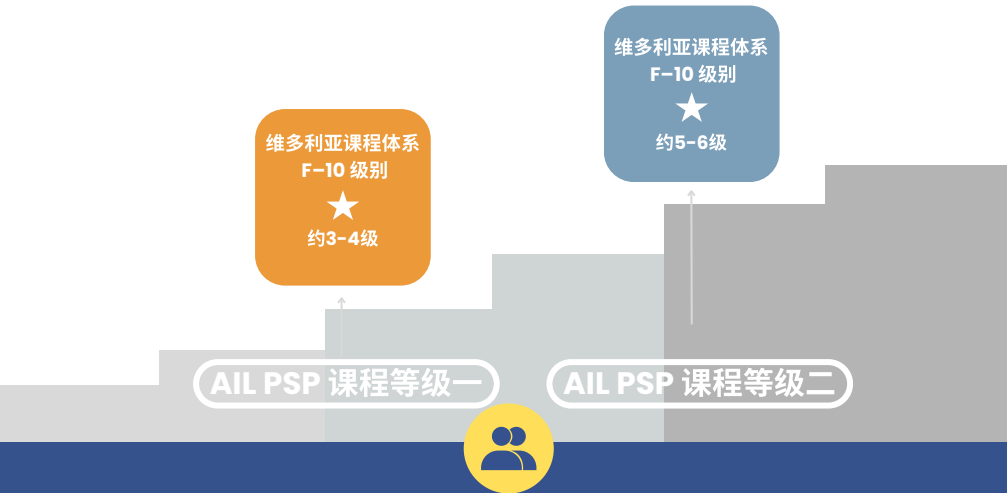 维多利亚课程体系
F–10 级别
约5-6级
维多利亚课程体系
F–10 级别
约3-4级
AIL PSP 课程等级一
AIL PSP 课程等级二